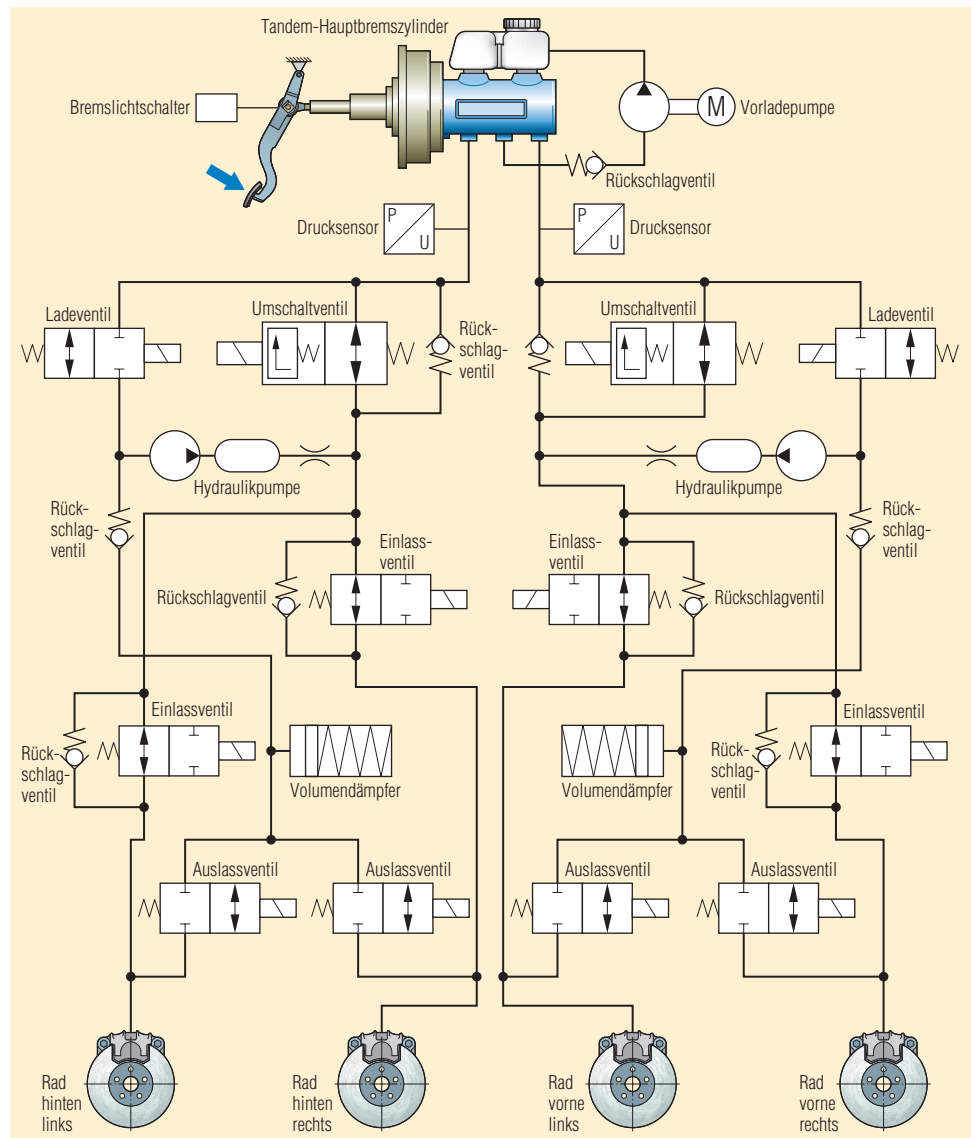 Tandem-Hauptbremszylinder
Bremslichtschalter
M
Vorladepumpe
Rückschlagventil
Drucksensor
P
U
P
U
Drucksensor
Ladeventil
Umschaltventil
Rück-
schlag-
ventil
Umschaltventil
Ladeventil
Hydraulikpumpe
Hydraulikpumpe
Rück-
schlag-
ventil
Rück-
schlag-
ventil
Einlass-
ventil
Einlass-
ventil
Rückschlagventil
Rückschlagventil
Einlassventil
Einlassventil
Rück-
schlag-
ventil
Rück-
schlag-
ventil
Volumendämpfer
Volumendämpfer
Auslassventil
Auslassventil
Auslassventil
Auslassventil
Rad
hinten
links
Rad
hinten
rechts
Rad
vorne
links
Rad
vorne
rechts